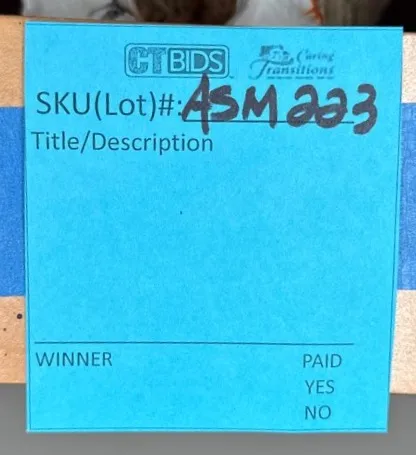 CTBIDS Caring
Transitions
SKU(Lot)#: ASM223
Title/Description
WINNER PAID
YES
NO